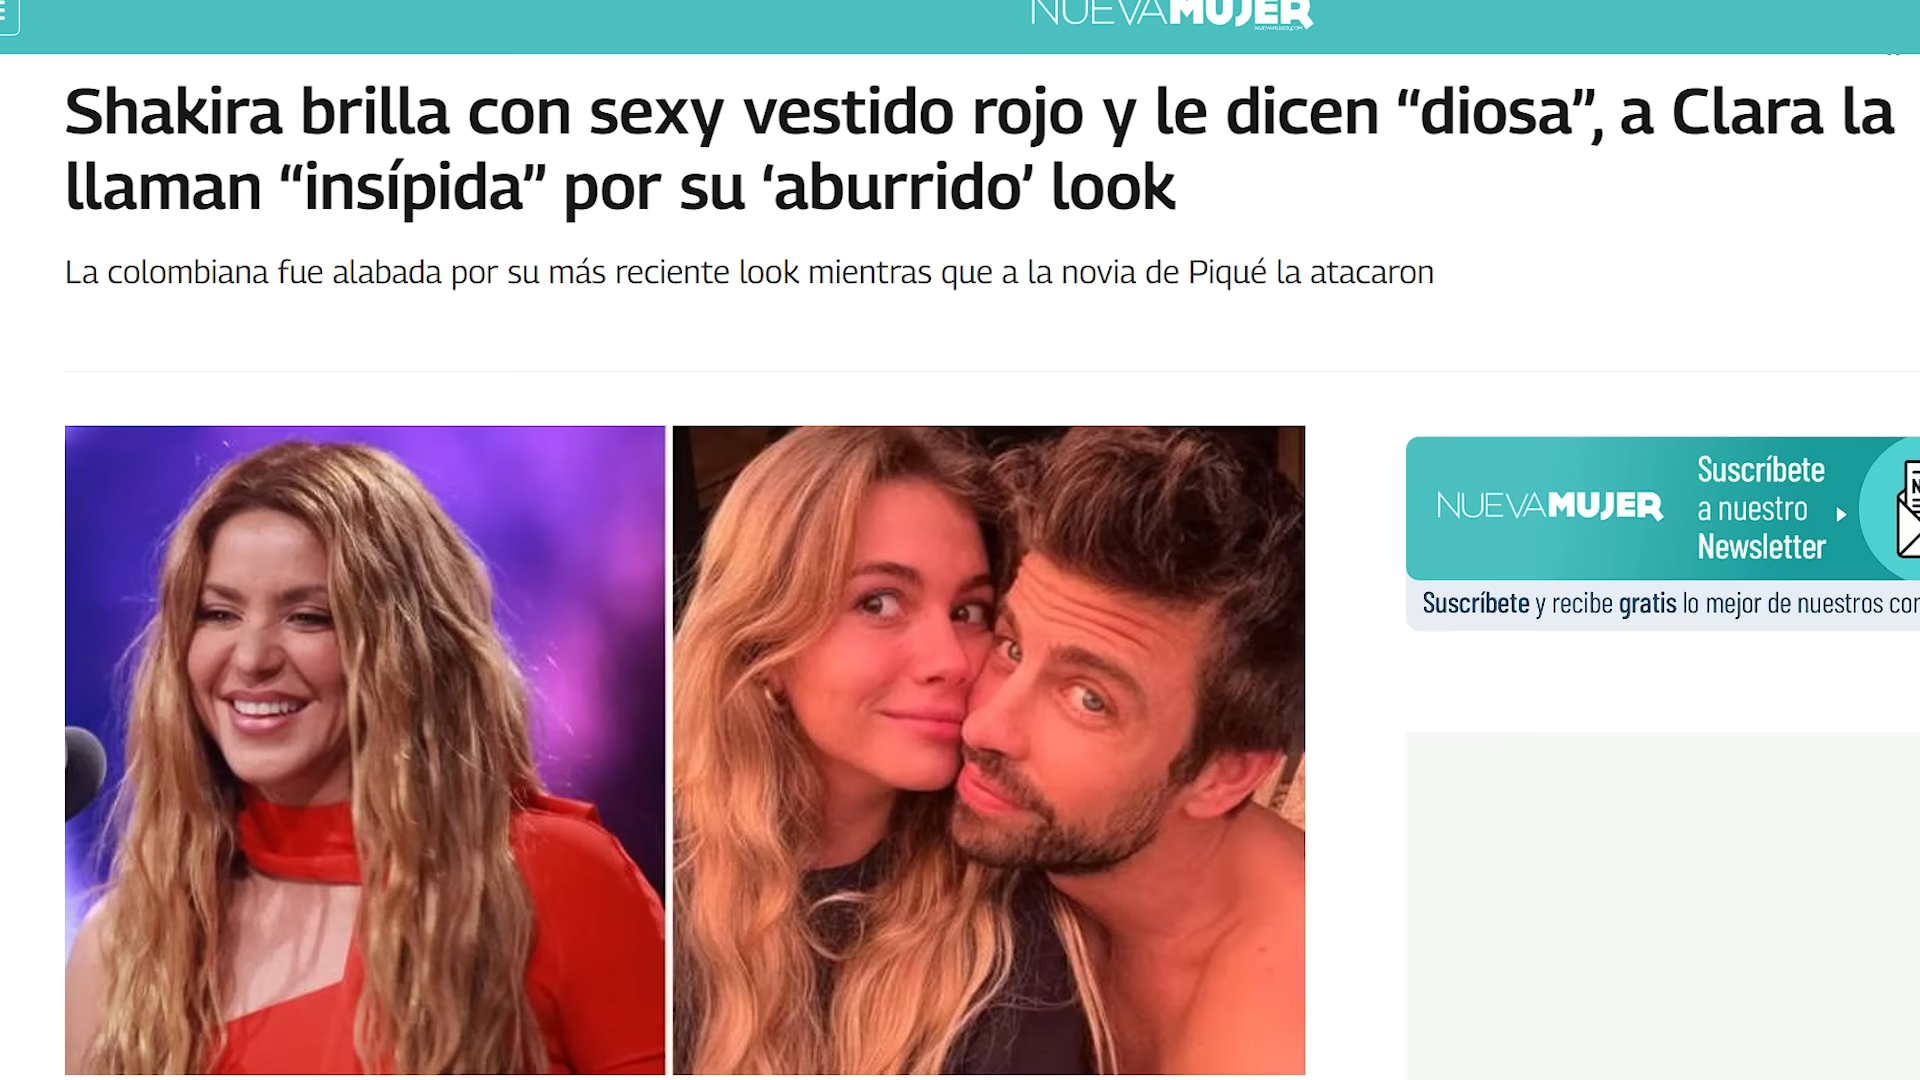 NUEVAMUJER
Shakira brilla con sexy vestido rojo y le dicen “diosa”, a Clara la
llaman “insípida” por su ‘aburrido’ look
La colombiana fue alabada por su más reciente look mientras que a la novia de Piqué la atacaron
NUEVAMUJER
Suscríbete
a nuestro
Newsletter
Suscríbete y recibe gratis lo mejor de nuestros con